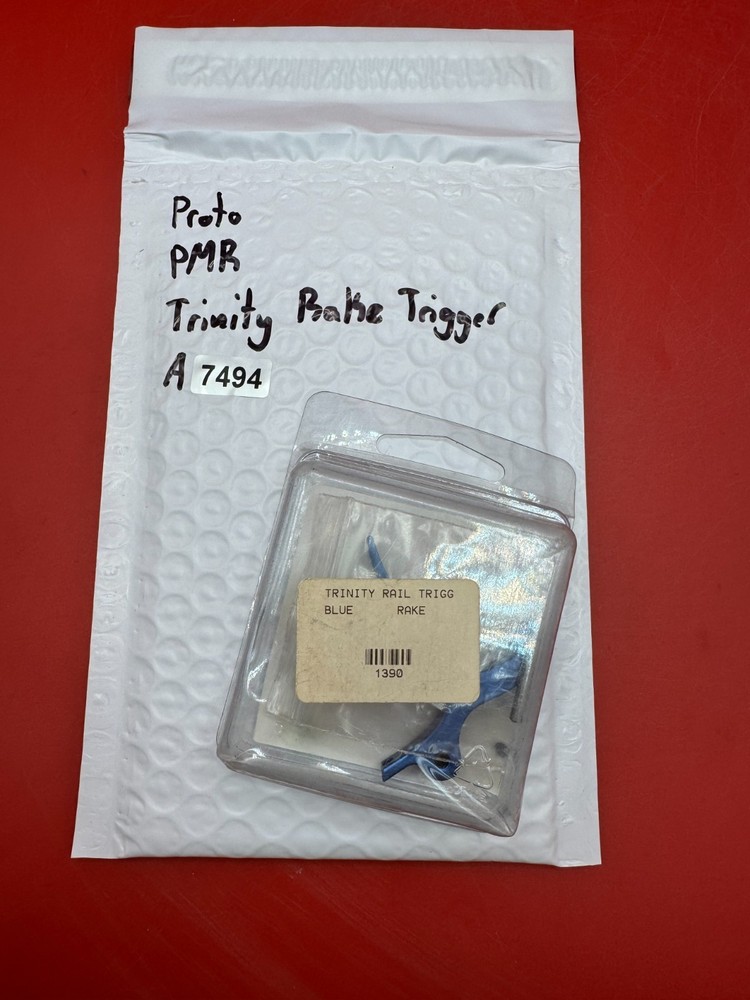 Proto
PMR
Trinity Rake Trigger
A 7494
TRINITY RAIL TRIGG
BLUE RAKE
1390